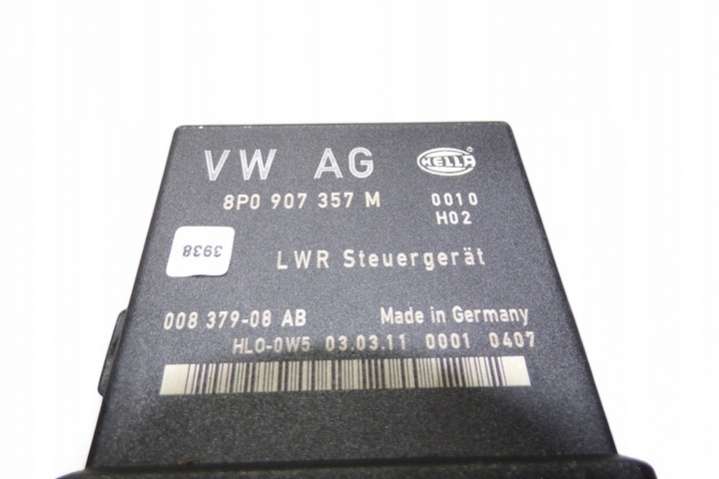 VW AG HELLA ®
8P0 907 357 M 0010
H02
3938
LWR Steuergerät
008 379-08 AB Made in Germany
HLO-0W5 03.03.11 0001 0407